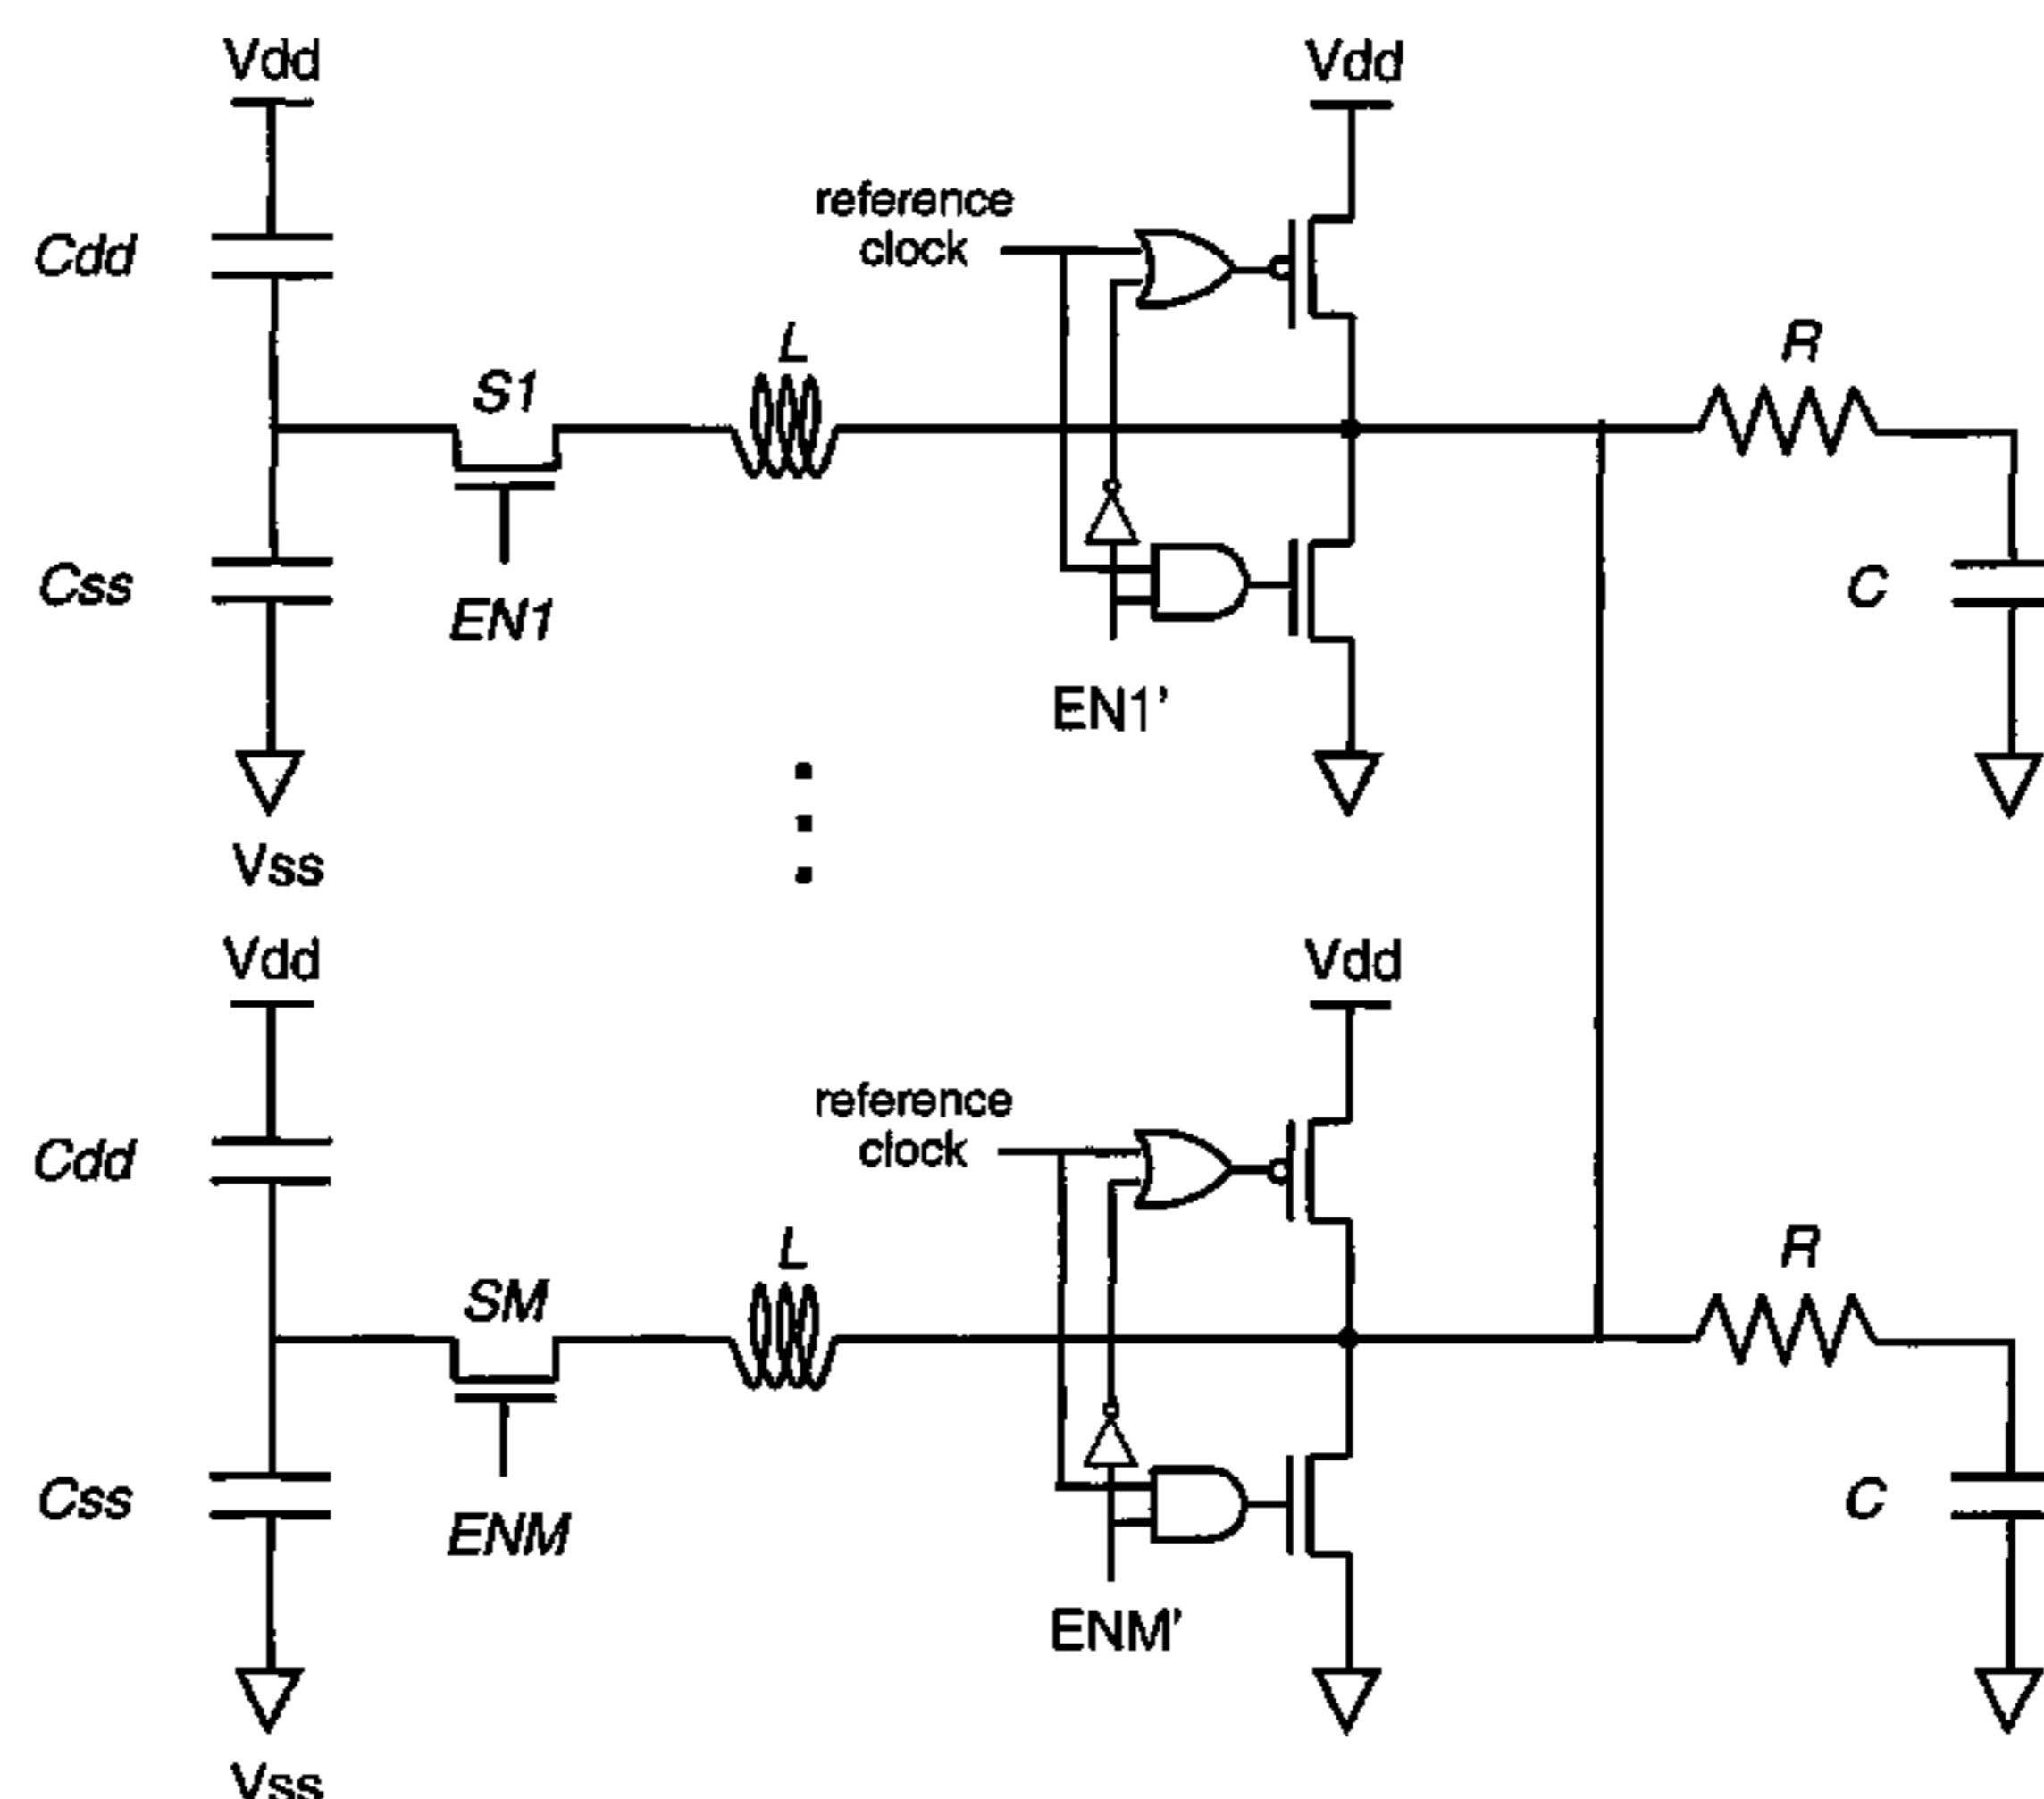 Vdd
Vdd
reference
clock
Cdd
L
R
S1
Css
C
EN1
EN1'
Vss
Vdd
Vdd
reference
clock
Cdd
L
R
SM
Css
C
ENM
ENM'
Vss